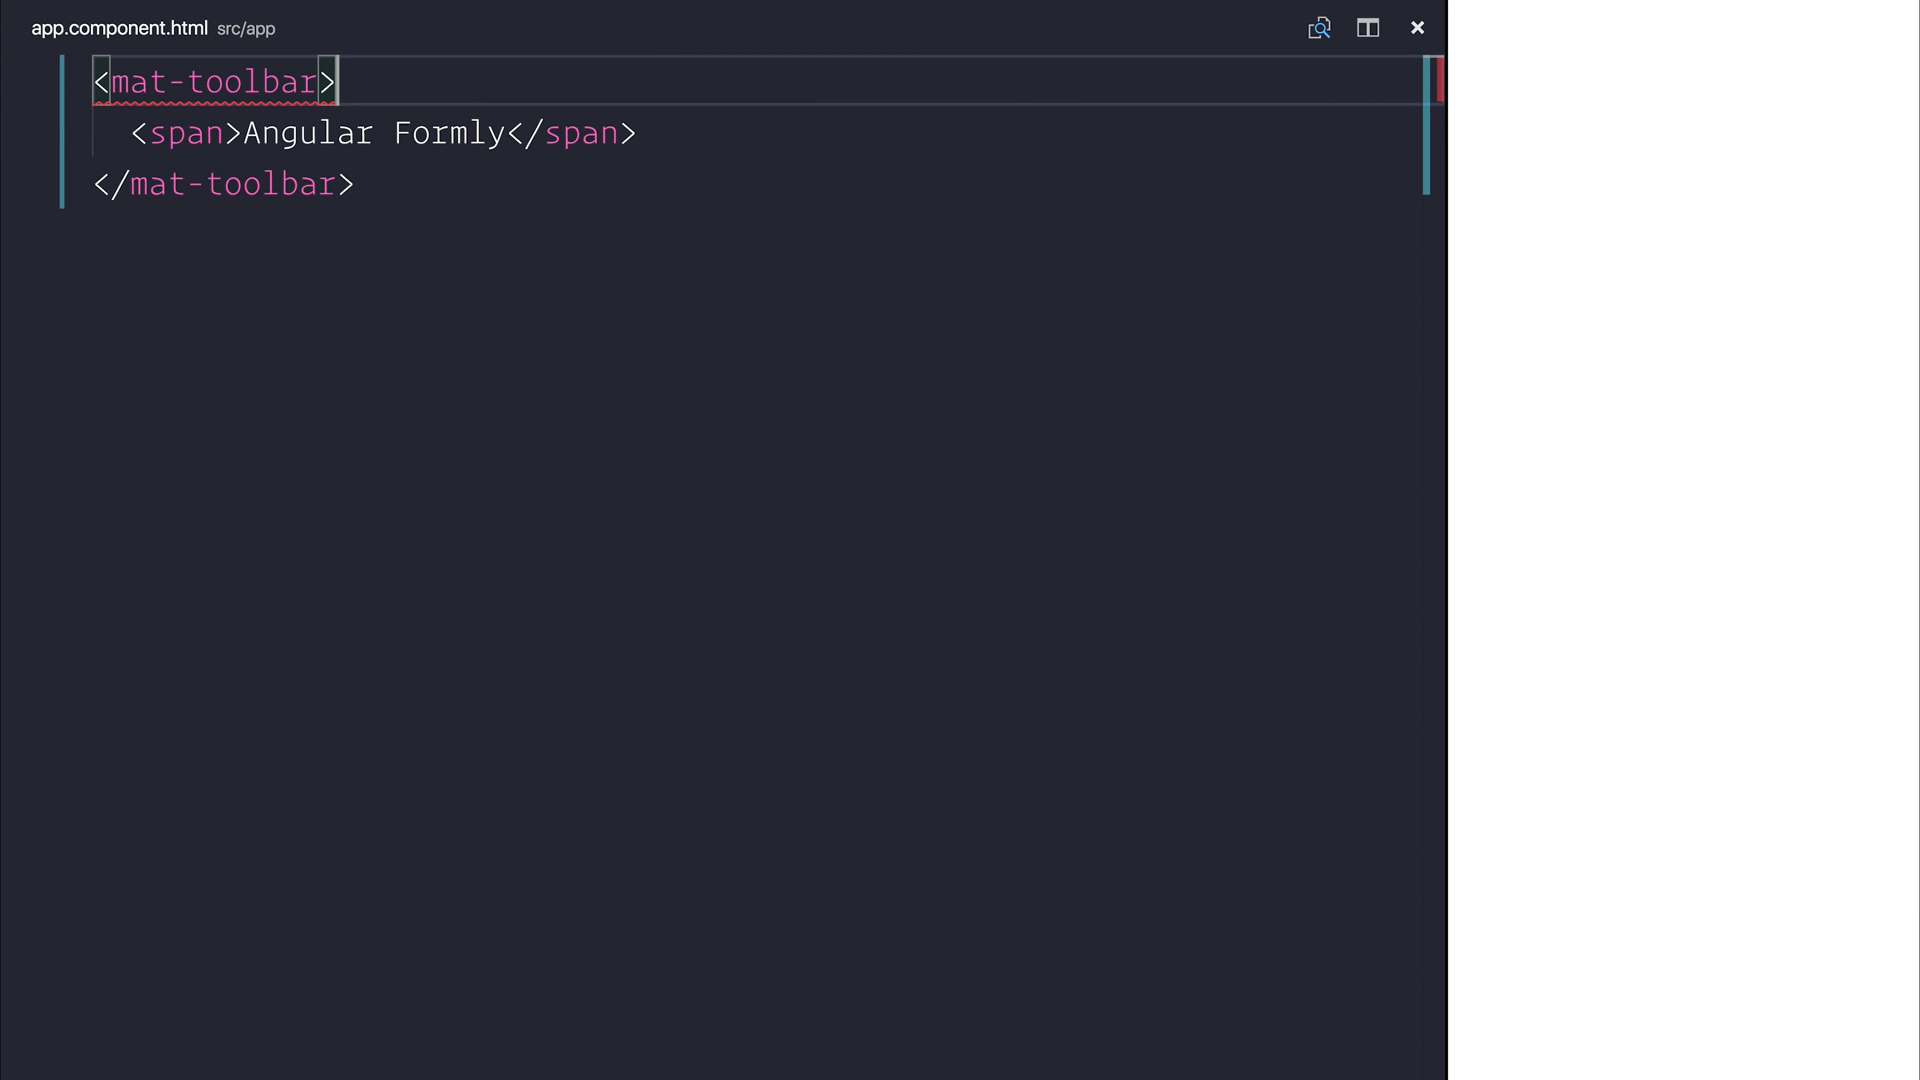 app.component.html src/app
<mat-toolbar>
<span>Angular Formly</span>
</mat-toolbar>